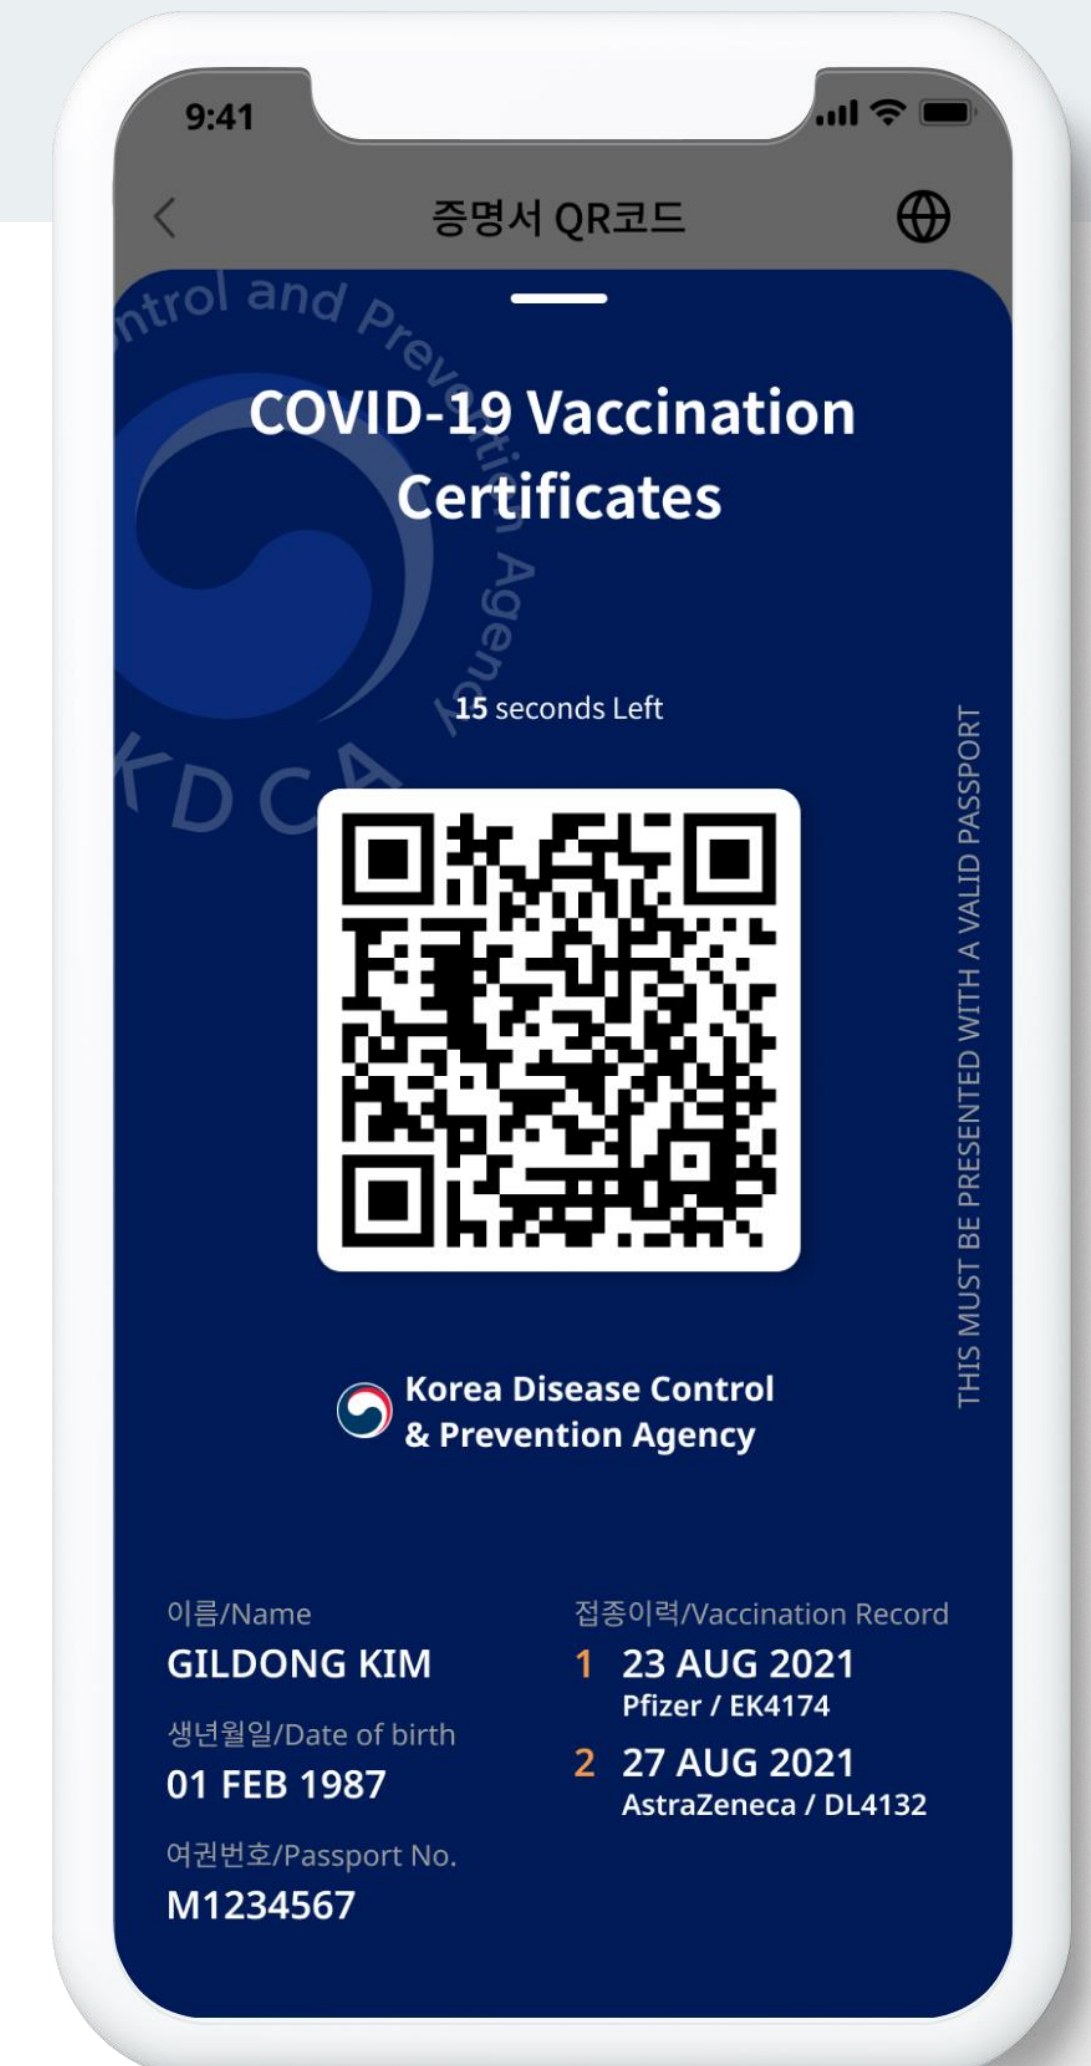 9:41
증명서 QR코드
ntrol and Prevention Agency
KDCA
COVID-19 Vaccination
Certificates
15 seconds Left
THIS MUST BE PRESENTED WITH A VALID PASSPORT
Korea Disease Control
& Prevention Agency
이름/Name
GILDONG KIM
생년월일/Date of birth
01 FEB 1987
여권번호/Passport No.
M1234567
접종이력/Vaccination Record
1 23 AUG 2021
Pfizer / EK4174
2 27 AUG 2021
AstraZeneca / DL4132